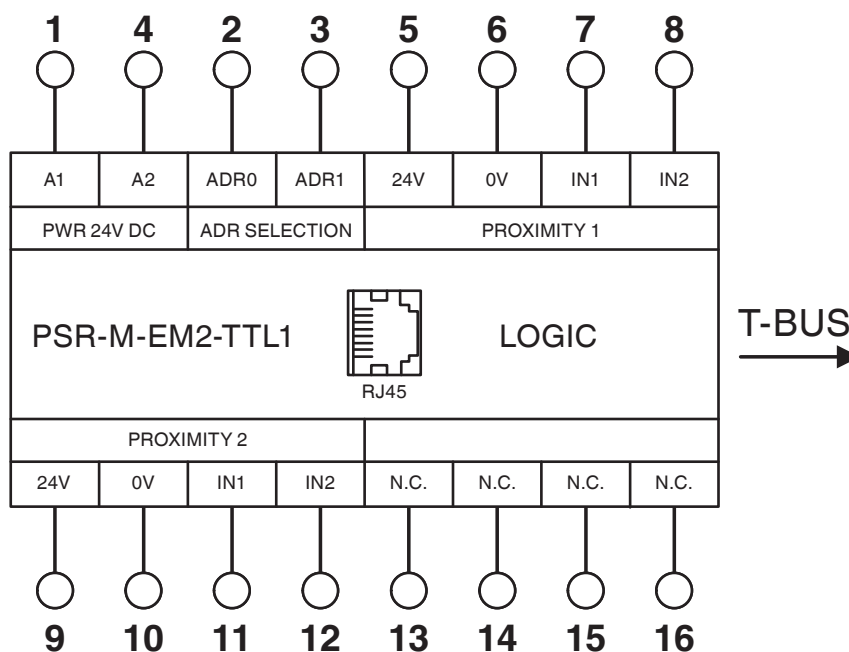 1 4 2 3 5 6 7 8
A1 A2 ADR0 ADR1 24V 0V IN1 IN2
PWR 24V DC ADR SELECTION PROXIMITY 1
PSR-M-EM2-TTL1 LOGIC T-BUS
RJ45
PROXIMITY 2
24V 0V IN1 IN2 N.C. N.C. N.C. N.C.
9 10 11 12 13 14 15 16